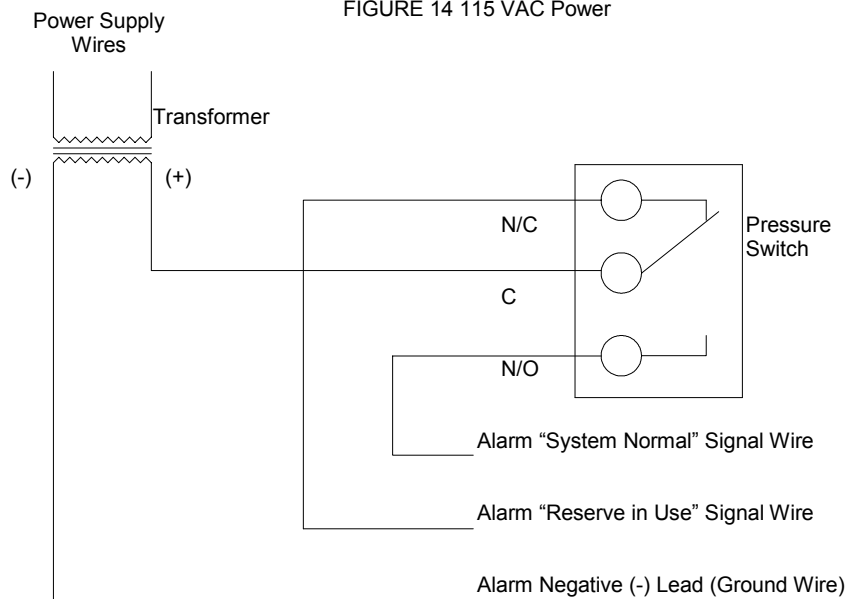 FIGURE 14 115 VAC Power
Power Supply
Wires
Transformer
(-)
(+)
N/C
Pressure
Switch
C
N/O
Alarm “System Normal” Signal Wire
Alarm “Reserve in Use” Signal Wire
Alarm Negative (-) Lead (Ground Wire)